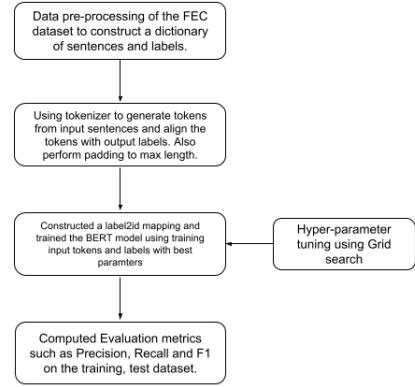 Data pre-processing of the FEC
dataset to construct a dictionary
of sentences and labels.
Using tokenizer to generate tokens
from input sentences and align the
tokens with output labels. Also
perform padding to max length.
Constructed a label2id mapping and
trained the BERT model using training
input tokens and labels with best
paramters
Hyper-parameter
tuning using Grid
search
Computed Evaluation metrics
such as Precision, Recall and F1
on the training, test dataset.